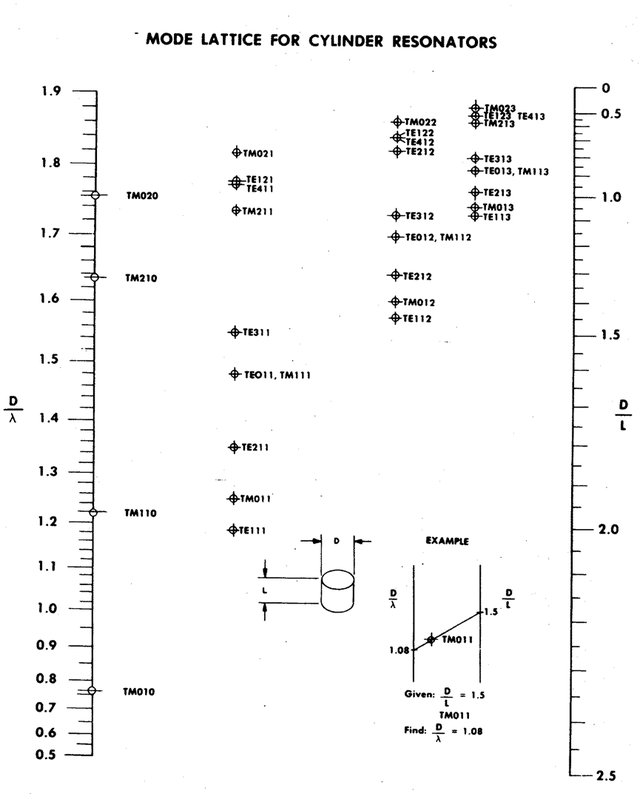 MODE LATTICE FOR CYLINDER RESONATORS
1.9
1.8
TM020
1.7
TM210
1.6
1.5
D
λ
1.4
1.3
TM110
1.2
1.1
1.0
0.9
0.8
TM010
0.7
0.6
0.5
TM021
TE121
TE411
TM211
TE311
TEO11, TM111
TE211
TM011
TE111
TM022
TE122
TE412
TE212
TE312
TE012, TM112
TE212
TM012
TE112
TM023
TE123 TE413
TM213
TE313
TE013, TM113
TE213
TM013
TE113
0
0.5
1.0
1.5
D
L
2.0
2.5
D
L
EXAMPLE
D
λ
D
L
1.5
TM011
1.08
Given: D/L = 1.5
TM011
Find: D/λ = 1.08